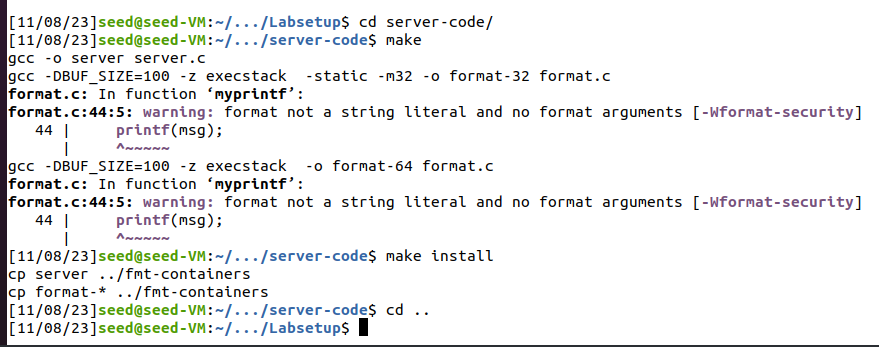 [11/08/23]seed@seed-VM:~/.../Labsetup$ cd server-code/
[11/08/23]seed@seed-VM:~/.../server-code$ make
gcc -o server server.c
gcc -DBUF_SIZE=100 -z execstack  -static -m32 -o format-32 format.c
format.c: In function ‘myprintf’:
format.c:44:5: warning: format not a string literal and no format arguments [-Wformat-security]
   44 |     printf(msg);
      |     ^~~~~~
gcc -DBUF_SIZE=100 -z execstack  -o format-64 format.c
format.c: In function ‘myprintf’:
format.c:44:5: warning: format not a string literal and no format arguments [-Wformat-security]
   44 |     printf(msg);
      |     ^~~~~~
[11/08/23]seed@seed-VM:~/.../server-code$ make install
cp server ../fmt-containers
cp format-* ../fmt-containers
[11/08/23]seed@seed-VM:~/.../server-code$ cd ..
[11/08/23]seed@seed-VM:~/.../Labsetup$